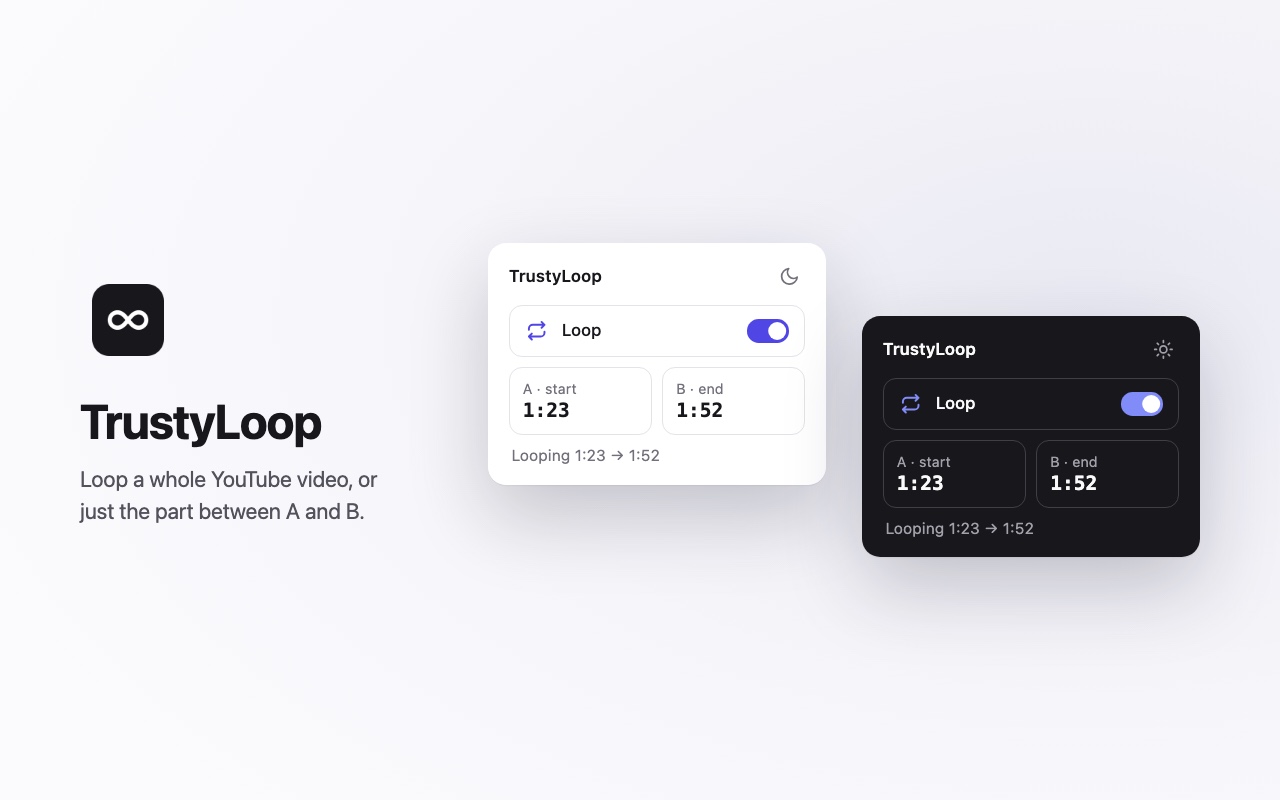 TrustyLoop
Loop a whole YouTube video, or
just the part between A and B.
TrustyLoop
Loop
A · start
1:23
B · end
1:52
Looping 1:23 → 1:52
TrustyLoop
Loop
A · start
1:23
B · end
1:52
Looping 1:23 → 1:52